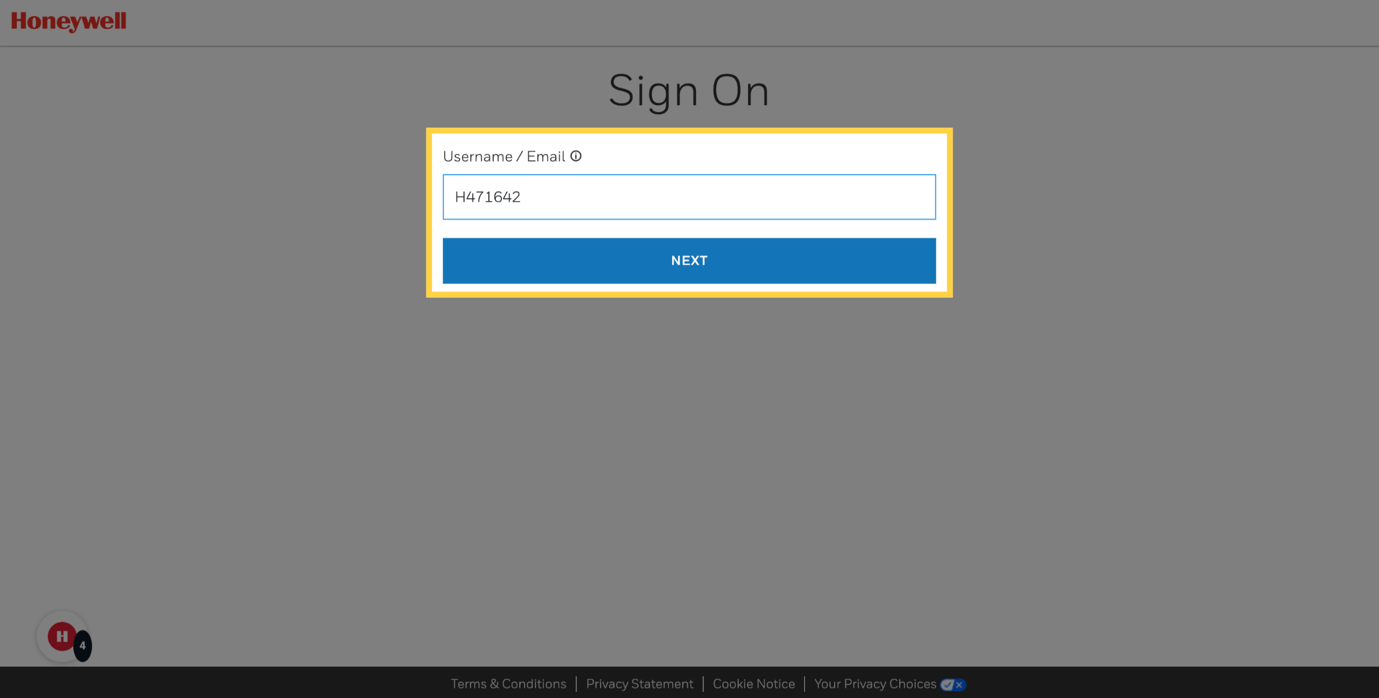 Honeywell
Sign On
Username / Email
H471642
NEXT
H
4
Terms & Conditions | Privacy Statement | Cookie Notice | Your Privacy Choices